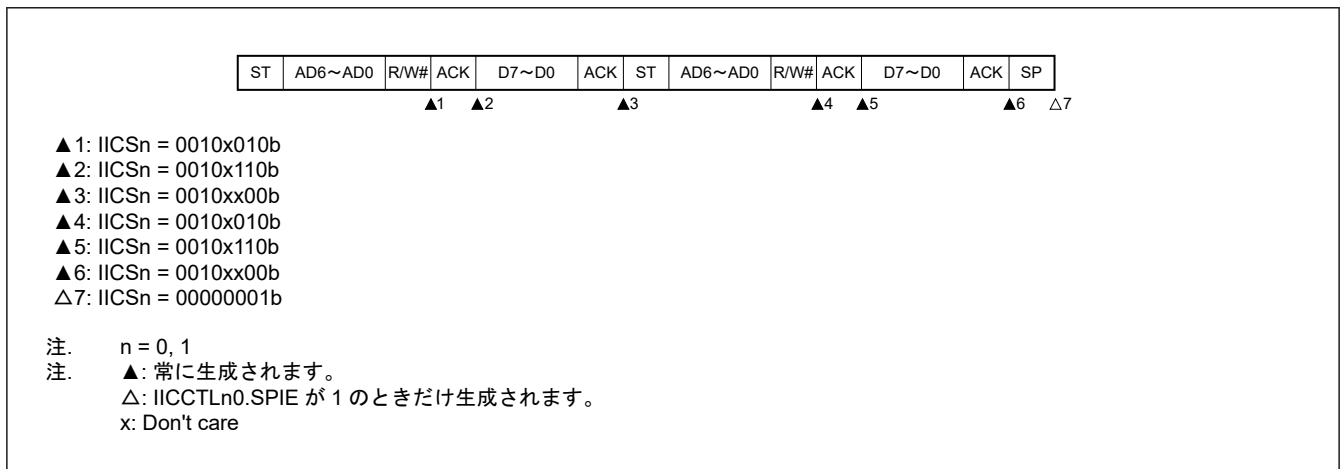 ST AD6～AD0 R/W# ACK D7～D0 ACK ST AD6～AD0 R/W# ACK D7～D0 ACK SP
▲1 ▲2 ▲3 ▲4 ▲5 ▲6 △7
▲1: IICSn = 0010x010b
▲2: IICSn = 0010x110b
▲3: IICSn = 0010xx00b
▲4: IICSn = 0010x010b
▲5: IICSn = 0010x110b
▲6: IICSn = 0010xx00b
△7: IICSn = 00000001b
注. n = 0, 1
注. ▲: 常に生成されます。
△: IICCTLn0.SPIE が 1 のときだけ生成されます。
x: Don't care